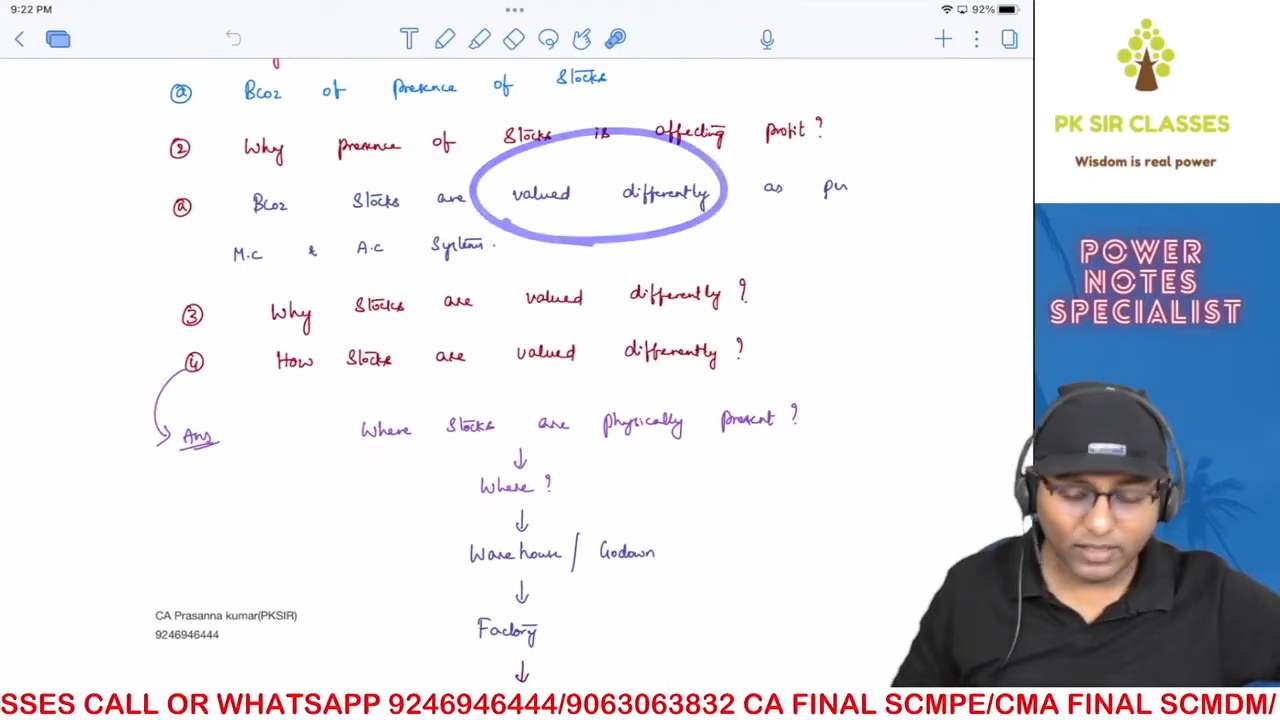 9:22 PM
92%
ⓐ Bcoz of presence of Stocks
② Why presence of Stocks is affecting profit?
ⓐ Bcoz Stocks are valued differently as per
M.C & A.C Systems.
③ Why Stocks are valued differently?
④ How Stocks are valued differently?
Ans Where Stocks are physically present?
↓
Where?
↓
Warehouse / Godown
↓
Factory
↓
CA Prasanna kumar(PKSIR)
9246946444
PK SIR CLASSES
Wisdom is real power
POWER
NOTES
SPECIALIST
SSES CALL OR WHATSAPP 9246946444/9063063832 CA FINAL SCMPE/CMA FINAL SCMDM/